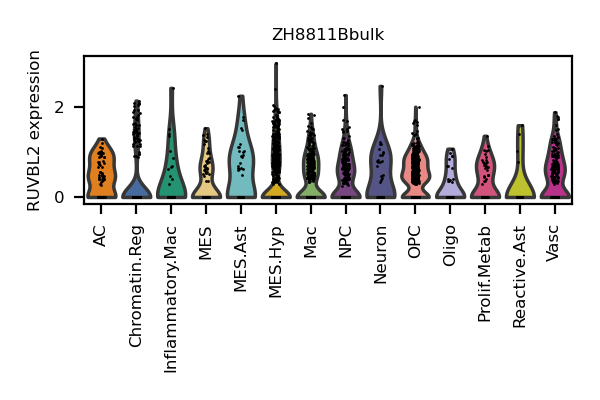 ZH8811Bbulk
RUVBL2 expression
2
0
AC
Chromatin.Reg
Inflammatory.Mac
MES
MES.Ast
MES.Hyp
Mac
NPC
Neuron
OPC
Oligo
Prolif.Metab
Reactive.Ast
Vasc